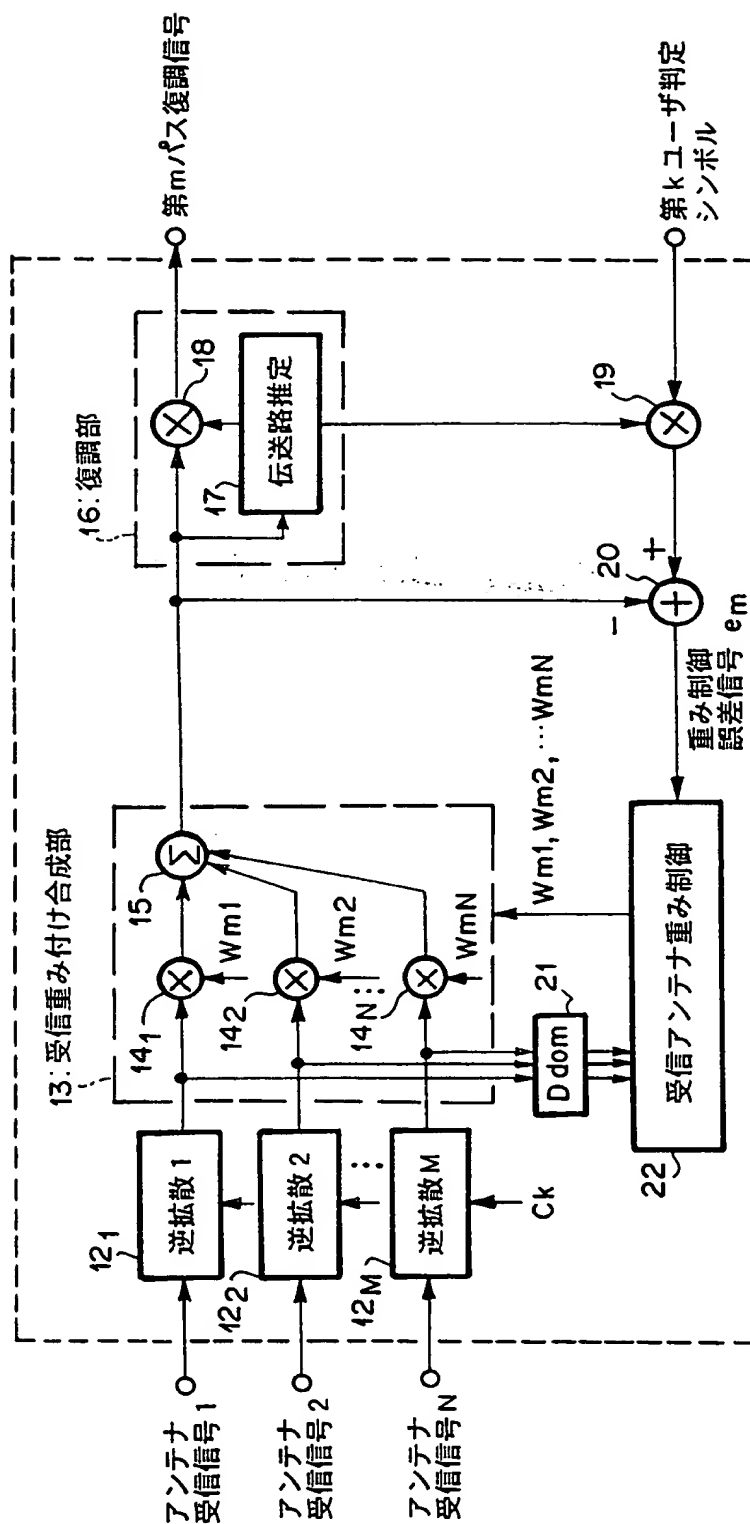 アンテナ
受信信号1
アンテナ
受信信号2
アンテナ
受信信号N
121
逆拡散1
122
逆拡散2
⋮
12M
逆拡散M
Ck
13:受信重み付け合成部
141
Wm1
142
Wm2
⋮
14N
WmN
15
Σ
21
Ddom
Wm1,Wm2,…WmN
受信アンテナ重み制御
22
16:復調部
17
伝送路推定
18
19
20
+
−
重み制御
誤差信号 em
第mパス復調信号
第kユーザ判定
シンボル